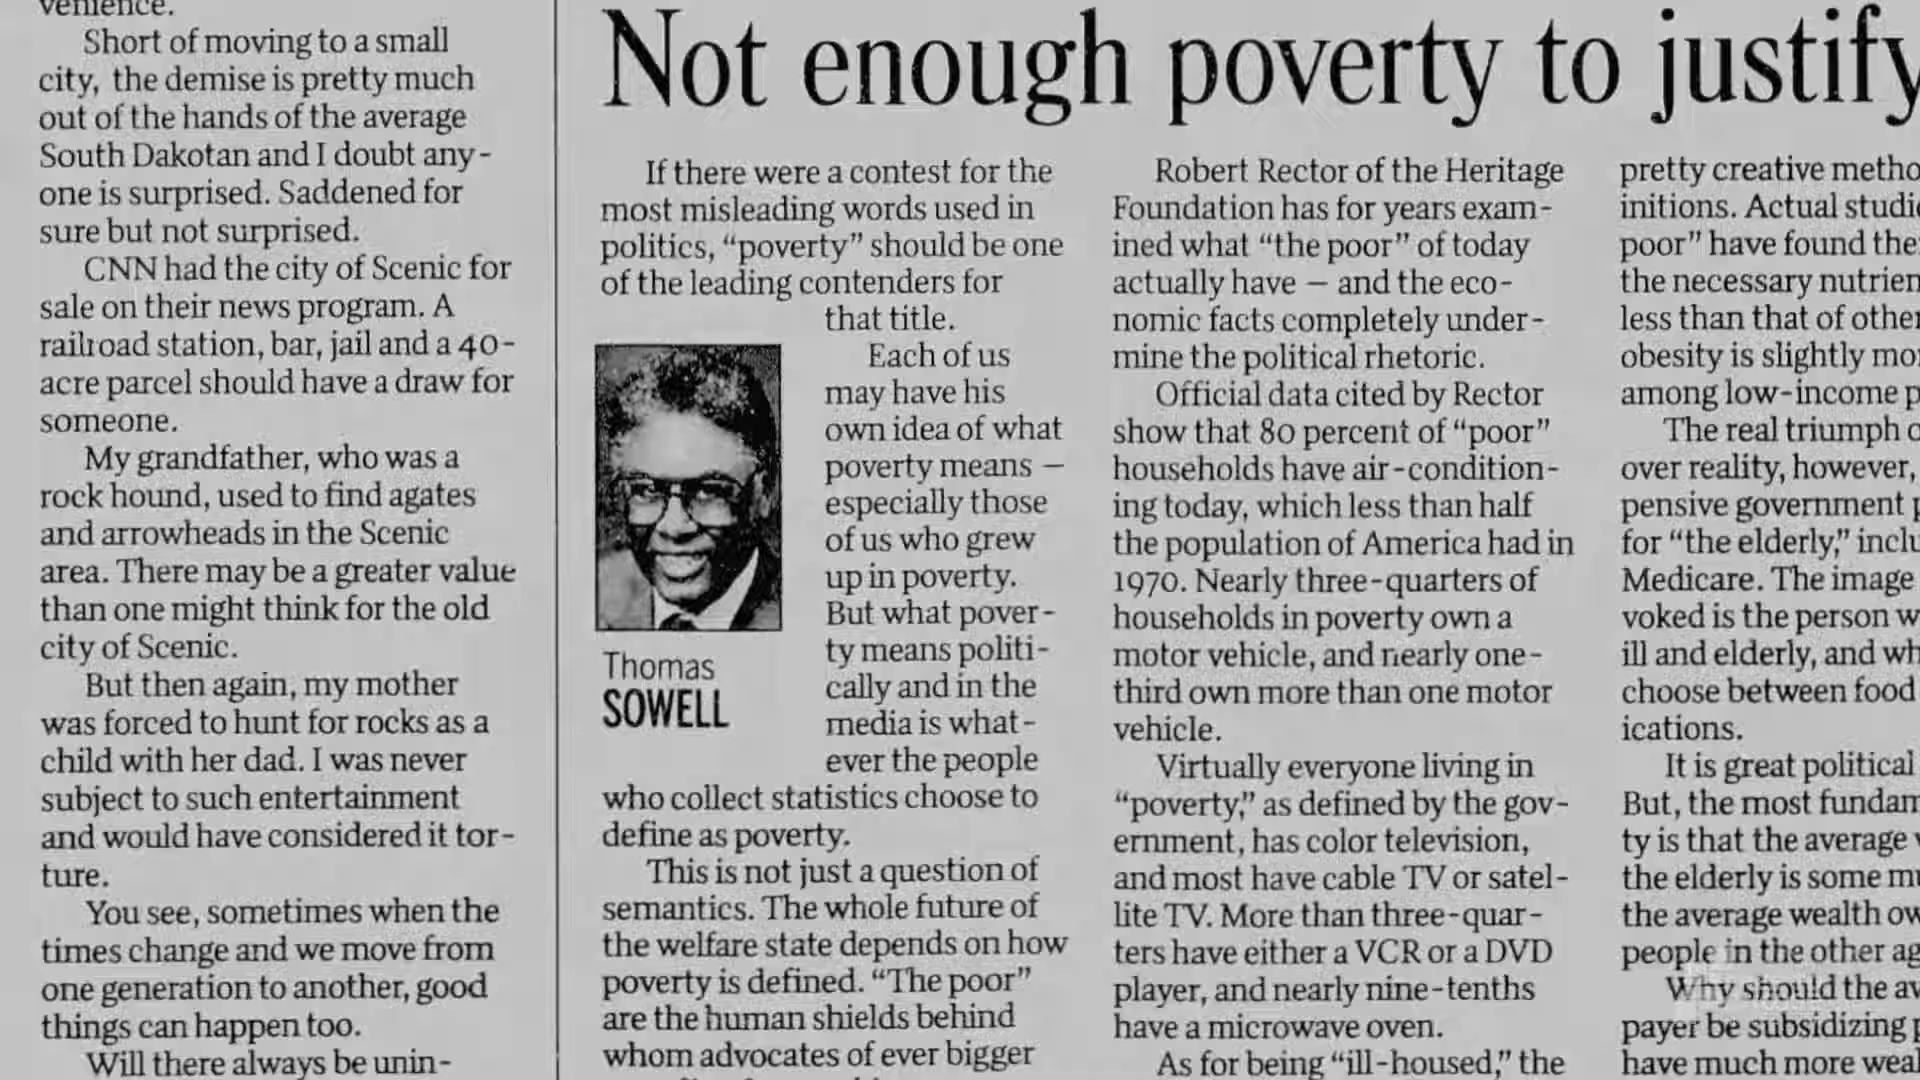 venience.
Short of moving to a small
city, the demise is pretty much
out of the hands of the average
South Dakotan and I doubt any-
one is surprised. Saddened for
sure but not surprised.
CNN had the city of Scenic for
sale on their news program. A
railroad station, bar, jail and a 40-
acre parcel should have a draw for
someone.
My grandfather, who was a
rock hound, used to find agates
and arrowheads in the Scenic
area. There may be a greater value
than one might think for the old
city of Scenic.
But then again, my mother
was forced to hunt for rocks as a
child with her dad. I was never
subject to such entertainment
and would have considered it tor-
ture.
You see, sometimes when the
times change and we move from
one generation to another, good
things can happen too.
Will there always be unin-
Not enough poverty to justify
If there were a contest for the
most misleading words used in
politics, “poverty” should be one
of the leading contenders for
that title.
Each of us
may have his
own idea of what
poverty means —
especially those
of us who grew
up in poverty.
But what pover-
ty means politi-
cally and in the
media is what-
ever the people
who collect statistics choose to
define as poverty.
This is not just a question of
semantics. The whole future of
the welfare state depends on how
poverty is defined. “The poor”
are the human shields behind
whom advocates of ever bigger
Thomas
SOWELL
Robert Rector of the Heritage
Foundation has for years exam-
ined what “the poor” of today
actually have — and the eco-
nomic facts completely under-
mine the political rhetoric.
Official data cited by Rector
show that 80 percent of “poor”
households have air-condition-
ing today, which less than half
the population of America had in
1970. Nearly three-quarters of
households in poverty own a
motor vehicle, and nearly one-
third own more than one motor
vehicle.
Virtually everyone living in
“poverty,” as defined by the gov-
ernment, has color television,
and most have cable TV or satel-
lite TV. More than three-quar-
ters have either a VCR or a DVD
player, and nearly nine-tenths
have a microwave oven.
As for being “ill-housed,” the
pretty creative metho
initions. Actual studi
poor” have found the
the necessary nutrien
less than that of other
obesity is slightly mo
among low-income p
The real triumph o
over reality, however,
pensive government p
for “the elderly,” inclu
Medicare. The image
voked is the person w
ill and elderly, and wh
choose between food
ications.
It is great political
But, the most fundam
ty is that the average
the elderly is some mu
the average wealth ow
people in the other ag
Why should the av
payer be subsidizing p
have much more weal